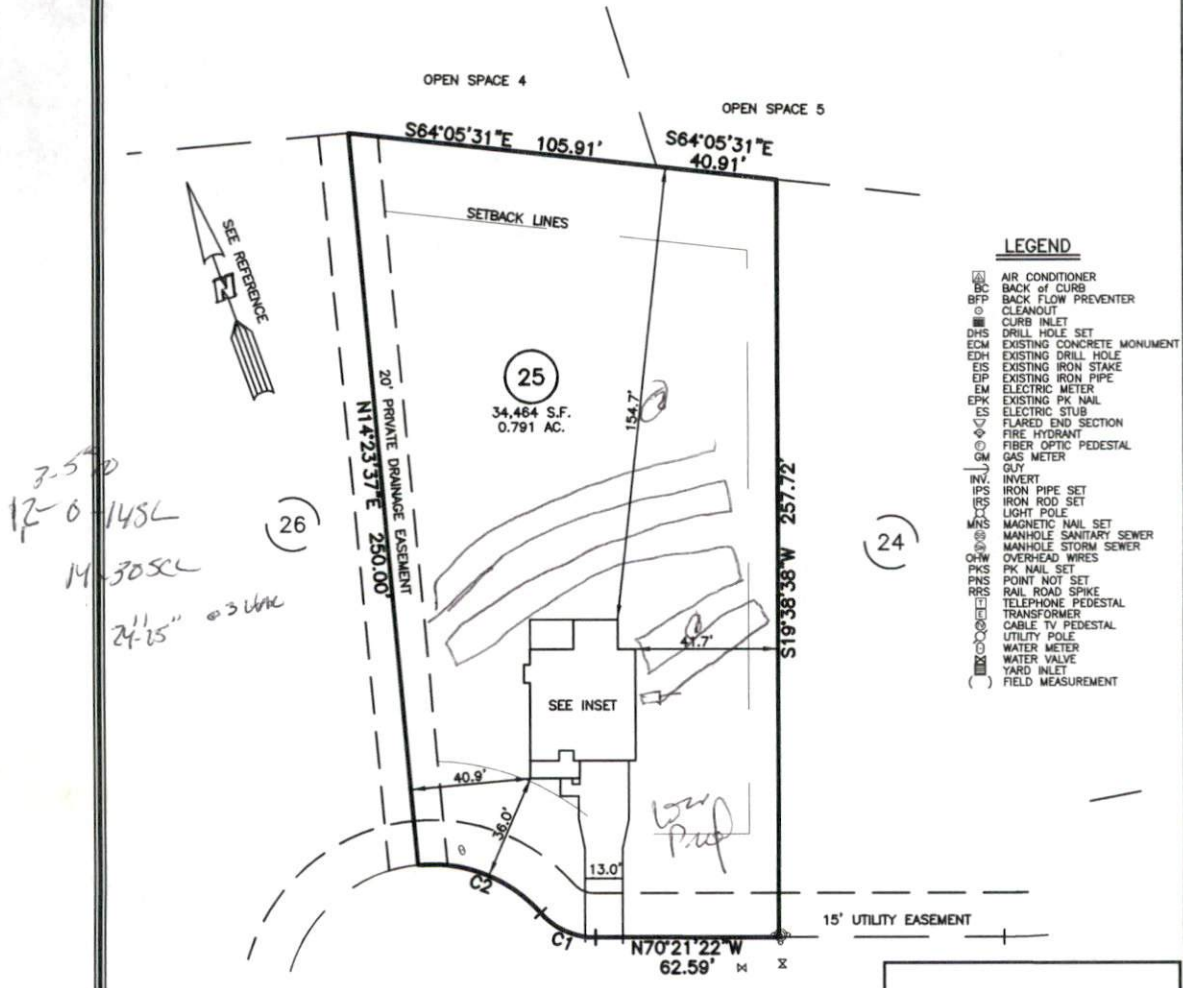 OPEN SPACE 4
OPEN SPACE 5
S64°05'31"E 105.91'
S64°05'31"E
40.91'
SETBACK LINES
SEE REFERENCE
N
25
34,464 S.F.
0.791 AC.
154.7'
20' PRIVATE DRAINAGE EASEMENT
N14°23'37"E 250.00'
26
24
S19°38'38"W 257.72'
14-30 SCL
24"-25"
41.7'
SEE INSET
40.9'
36.0'
13.0'
C2
C1
N70°21'22"W
62.59'
15' UTILITY EASEMENT
LEGEND
AIR CONDITIONER
BC BACK of CURB
BFP BACK FLOW PREVENTER
CLEANOUT
CURB INLET
DHS DRILL HOLE SET
ECM EXISTING CONCRETE MONUMENT
EDH EXISTING DRILL HOLE
EIS EXISTING IRON STAKE
EIP EXISTING IRON PIPE
EM ELECTRIC METER
EPK EXISTING PK NAIL
ES ELECTRIC STUB
FLARED END SECTION
FIRE HYDRANT
FIBER OPTIC PEDESTAL
GM GAS METER
GUY
INV. INVERT
IPS IRON PIPE SET
IRS IRON ROD SET
LIGHT POLE
MNS MAGNETIC NAIL SET
MANHOLE SANITARY SEWER
MANHOLE STORM SEWER
OHW OVERHEAD WIRES
PKS PK NAIL SET
PNS POINT NOT SET
RRS RAIL ROAD SPIKE
T TELEPHONE PEDESTAL
E TRANSFORMER
CABLE TV PEDESTAL
UTILITY POLE
WATER METER
WATER VALVE
YARD INLET
( ) FIELD MEASUREMENT